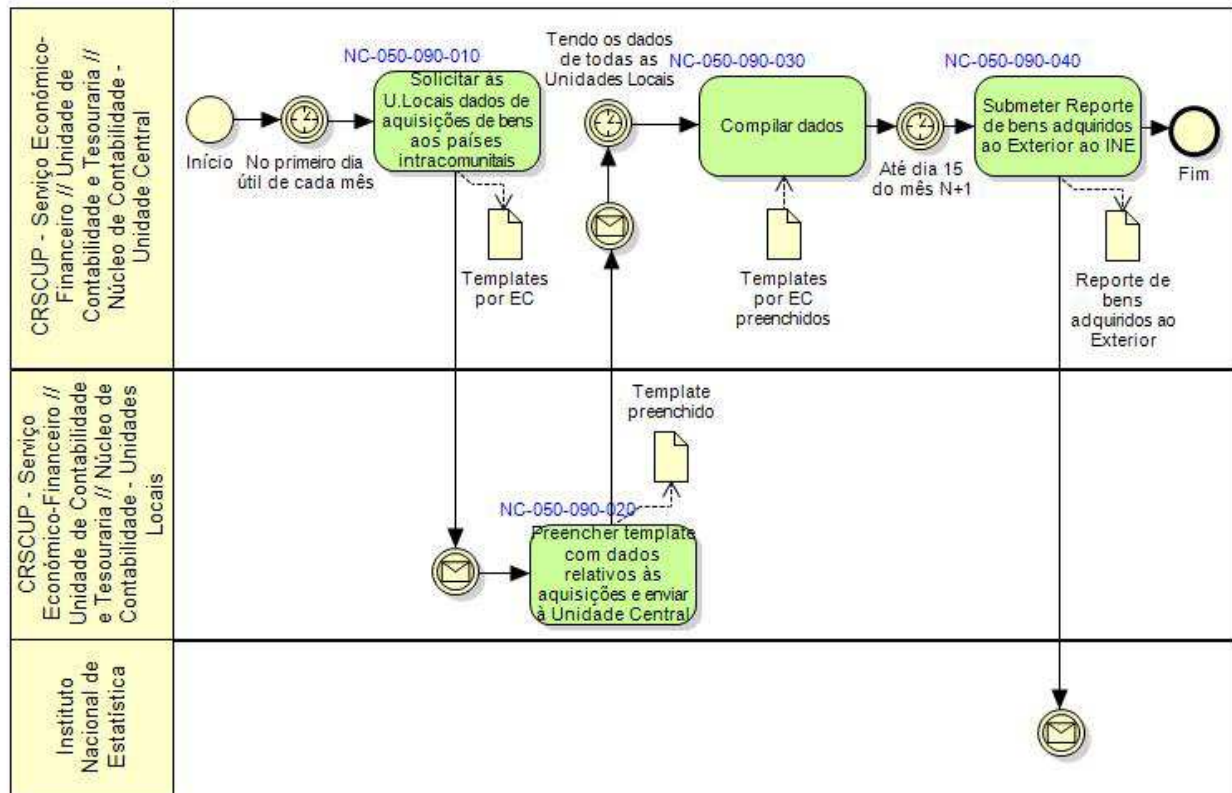 CRSCUP - Serviço Económico-
Financeiro // Unidade de
Contabilidade e Tesouraria //
Núcleo de Contabilidade -
Unidade Central
Início
No primeiro dia
útil de cada mês
NC-050-090-010
Solicitar às
U.Locais dados de
aquisições de bens
aos países
intracomunitais
Templates
por EC
Tendo os dados
de todas as
Unidades Locais
NC-050-090-030
Compilar dados
Templates
por EC
preenchidos
Até dia 15
do mês N+1
NC-050-090-040
Submeter Reporte
de bens adquiridos
ao Exterior ao INE
Fim
Reporte de
bens
adquiridos ao
Exterior
CRSCUP - Serviço
Económico-Financeiro //
Unidade de Contabilidade
e Tesouraria // Núcleo de
Contabilidade - Unidades
Locais
Template
preenchido
NC-050-090-020
Preencher template
com dados
relativos às
aquisições e enviar
à Unidade Central
Instituto
Nacional de
Estatística